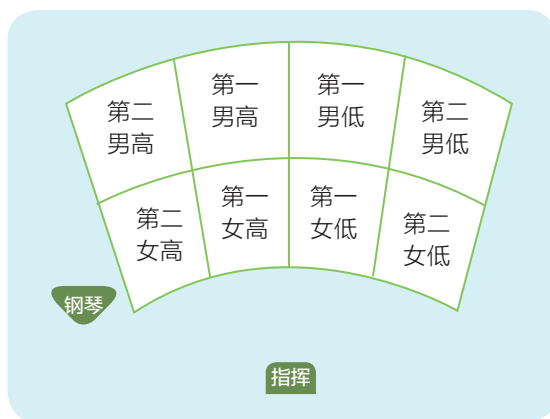 第二
男高
第一
男高
第一
男低
第二
男低
第二
女高
第一
女高
第一
女低
第二
女低
钢琴
指挥